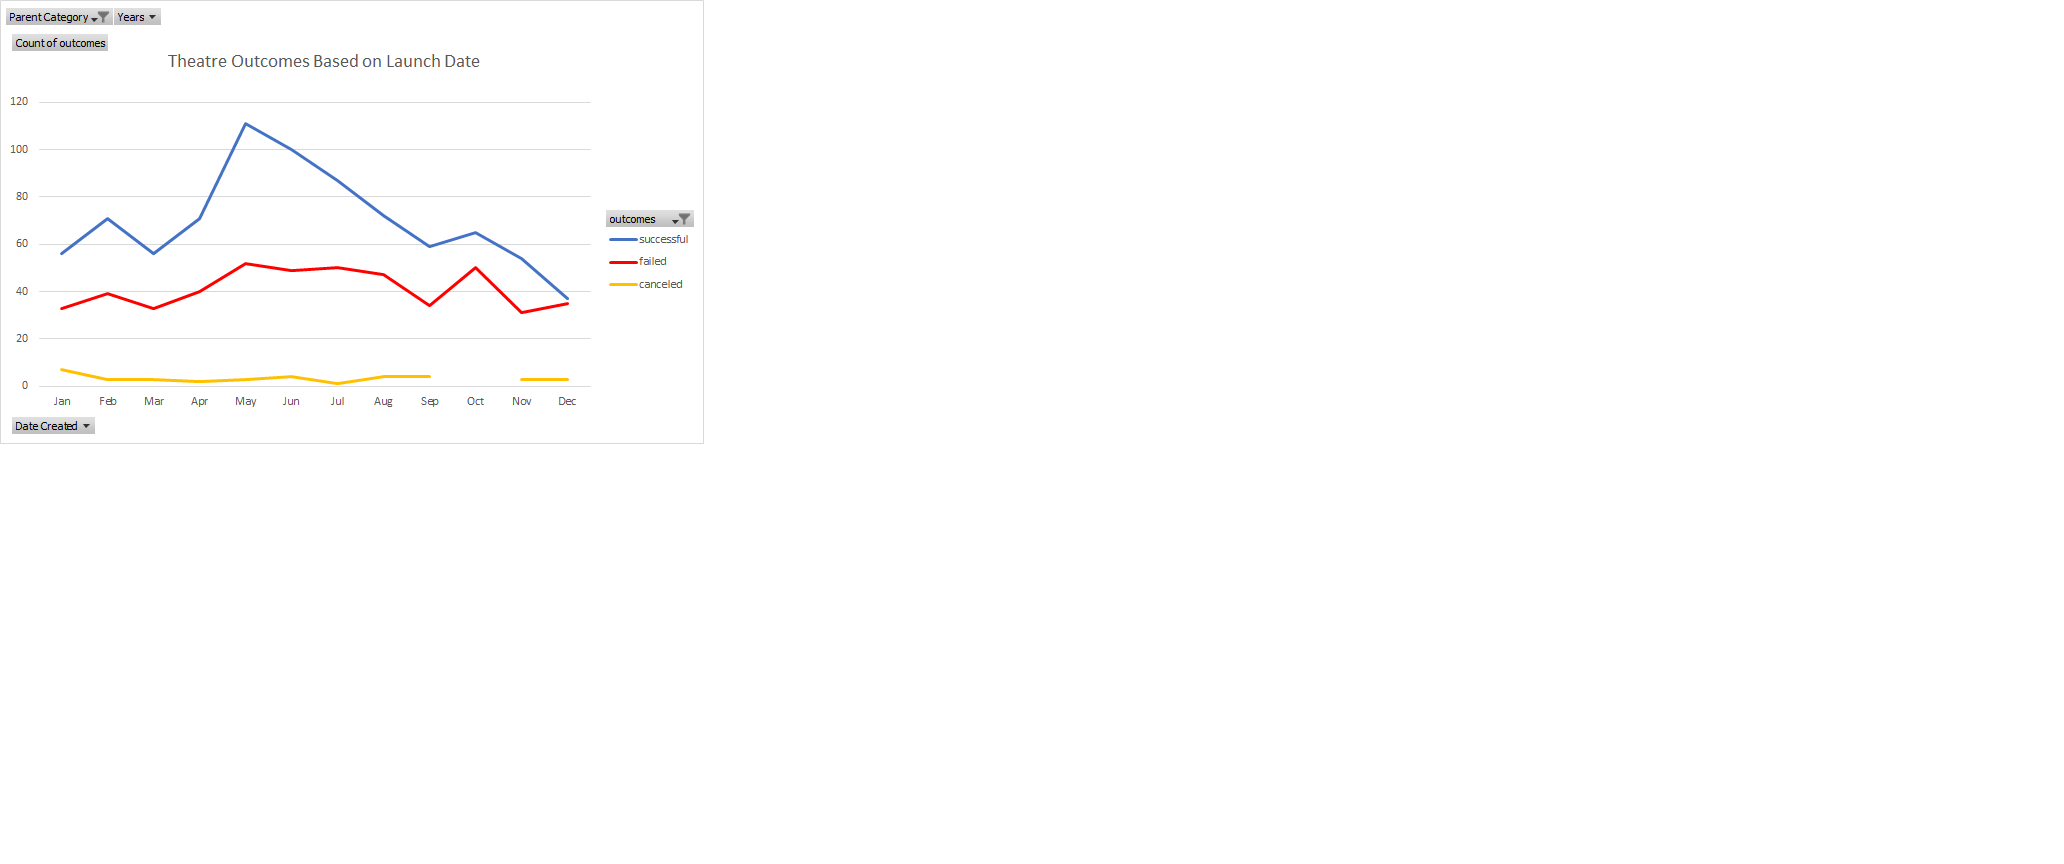 Parent Category Years
Count of outcomes
Theatre Outcomes Based on Launch Date
120
100
80
60
40
20
0
Jan Feb Mar Apr May Jun Jul Aug Sep Oct Nov Dec
outcomes
successful
failed
canceled
Date Created